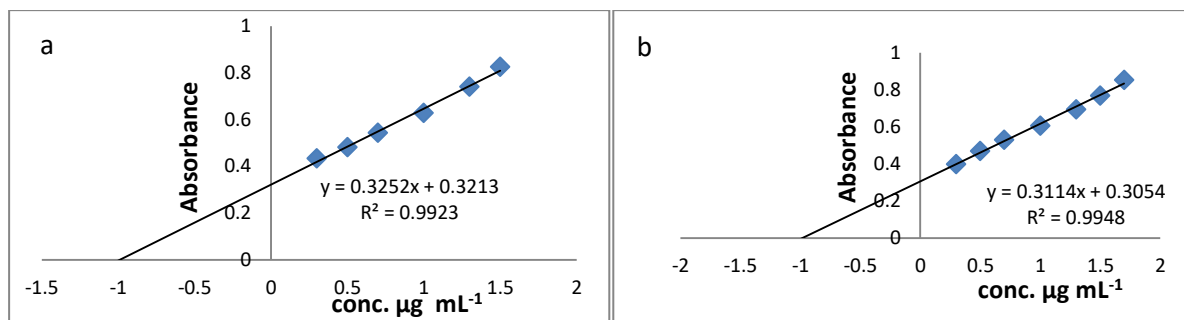 a
1
0.8
0.6
0.4
0.2
0
Absorbance
y = 0.3252x + 0.3213
R² = 0.9923
-1.5 -1 -0.5 0 0.5 1 1.5 2
conc. µg mL⁻¹
b
1
0.8
0.6
0.4
0.2
0
Absorbance
y = 0.3114x + 0.3054
R² = 0.9948
-2 -1.5 -1 -0.5 0 0.5 1 1.5 2
conc. µg mL⁻¹